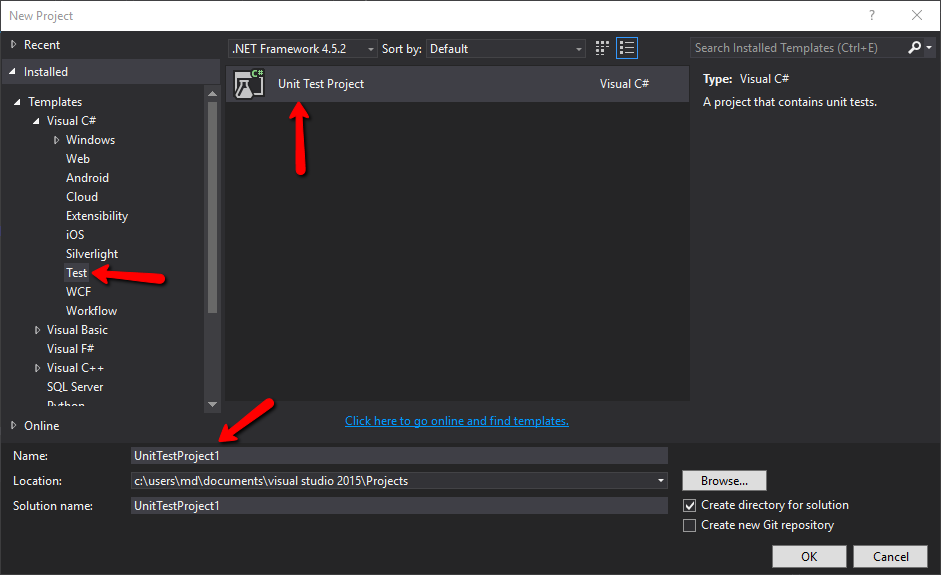 New Project
?
Recent
.NET Framework 4.5.2
Sort by:
Default
Search Installed Templates (Ctrl+E)
Installed
C#
Unit Test Project
Visual C#
Type: Visual C#
A project that contains unit tests.
Templates
Visual C#
Windows
Web
Android
Cloud
Extensibility
iOS
Silverlight
Test
WCF
Workflow
Visual Basic
Visual F#
Visual C++
SQL Server
Python
Online
Click here to go online and find templates.
Name:
UnitTestProject1
Location:
c:\users\md\documents\visual studio 2015\Projects
Browse...
Solution name:
UnitTestProject1
Create directory for solution
Create new Git repository
OK
Cancel